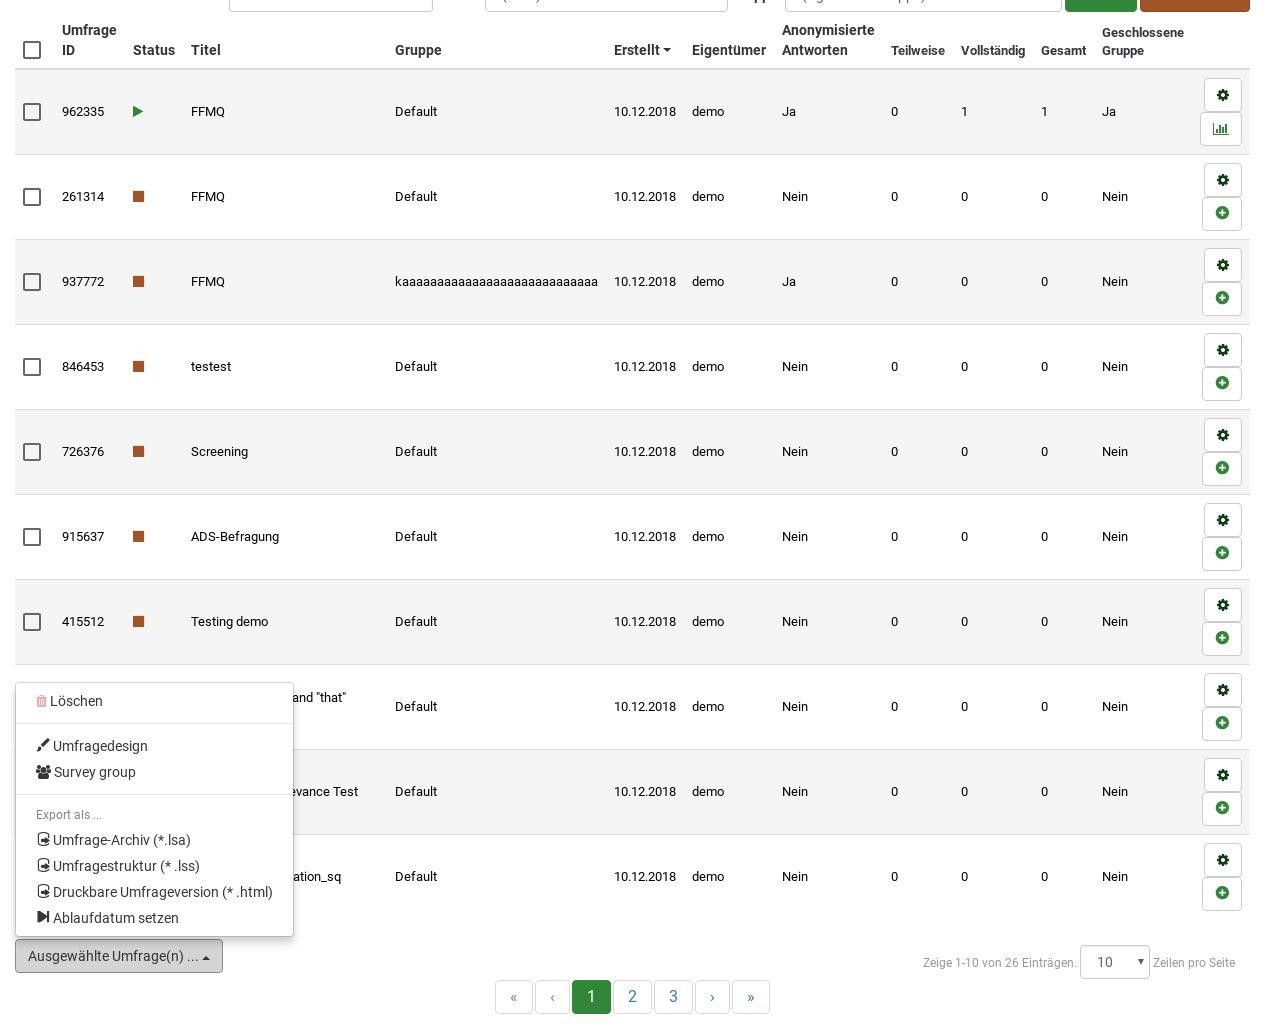 Umfrage ID Status Titel Gruppe Erstellt Eigentümer Anonymisierte Antworten Teilweise Vollständig Gesamt Geschlossene Gruppe
962335 FFMQ Default 10.12.2018 demo Ja 0 1 1 Ja
261314 FFMQ Default 10.12.2018 demo Nein 0 0 0 Nein
937772 FFMQ kaaaaaaaaaaaaaaaaaaaaaaaaaaaa 10.12.2018 demo Ja 0 0 0 Nein
846453 testest Default 10.12.2018 demo Nein 0 0 0 Nein
726376 Screening Default 10.12.2018 demo Nein 0 0 0 Nein
915637 ADS-Befragung Default 10.12.2018 demo Nein 0 0 0 Nein
415512 Testing demo Default 10.12.2018 demo Nein 0 0 0 Nein
and "that" Default 10.12.2018 demo Nein 0 0 0 Nein
evance Test Default 10.12.2018 demo Nein 0 0 0 Nein
ation_sq Default 10.12.2018 demo Nein 0 0 0 Nein
Löschen
Umfragedesign
Survey group
Export als ...
Umfrage-Archiv (*.lsa)
Umfragestruktur (* .lss)
Druckbare Umfrageversion (* .html)
Ablaufdatum setzen
Ausgewählte Umfrage(n) ...
Zeige 1-10 von 26 Einträgen. 10 Zeilen pro Seite
« ‹ 1 2 3 › »